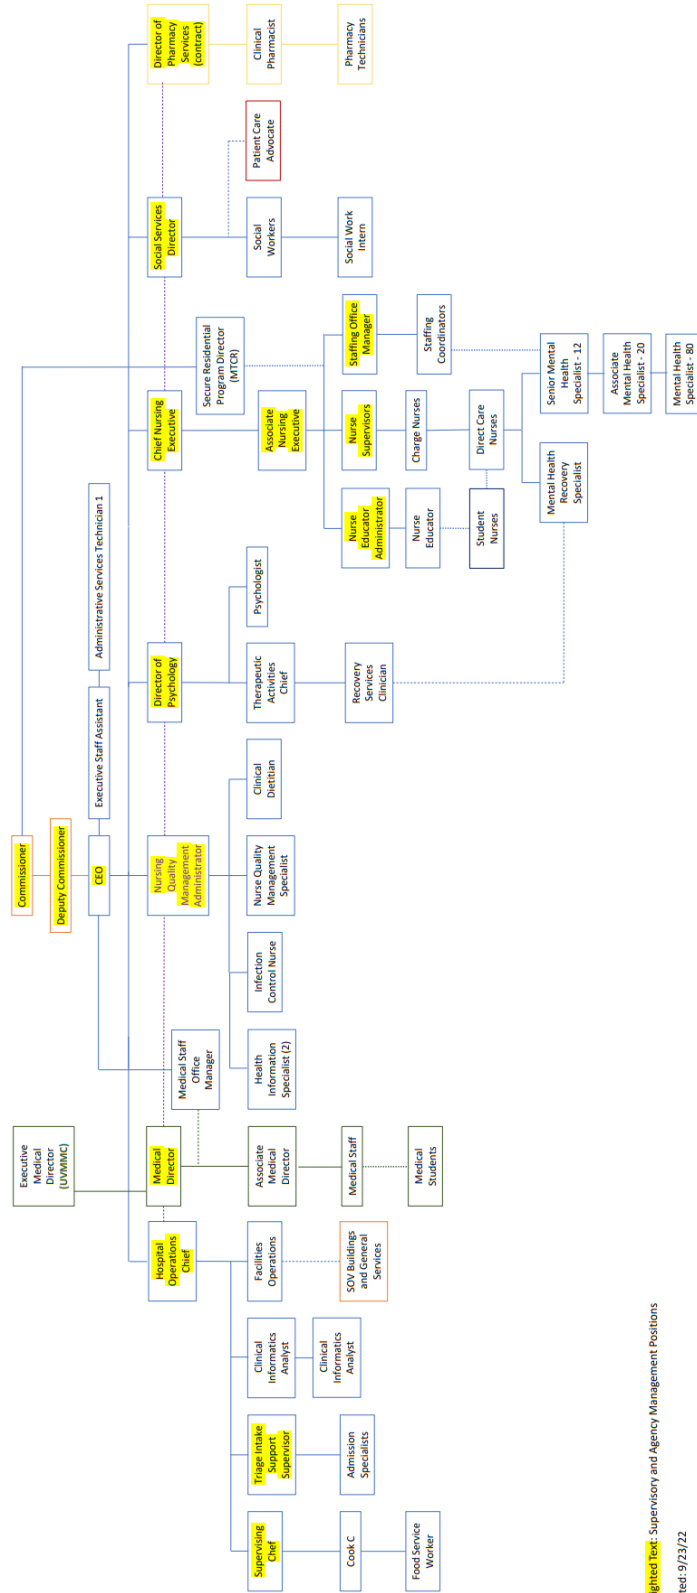 Commissioner
Deputy Commissioner
CEO
Executive Staff Assistant
Administrative Services Technician 1
Executive
Medical
Director
(UVMMC)
Medical Staff
Office
Manager
Secure Residential
Program Director
(MTCR)
Hospital
Operations
Chief
Medical
Director
Nursing
Quality
Management
Administrator
Director of
Psychology
Chief Nursing
Executive
Social Services
Director
Director of
Pharmacy
Services
(contract)
Supervising
Chef
Triage Intake
Support
Supervisor
Clinical
Informatics
Analyst
Facilities
Operations
Associate
Medical
Director
Health
Information
Specialist (2)
Infection
Control Nurse
Nurse Quality
Management
Specialist
Clinical
Dietitian
Therapeutic
Activities
Chief
Psychologist
Associate
Nursing
Executive
Social
Workers
Patient Care
Advocate
Clinical
Pharmacist
Cook C
Admission
Specialists
Clinical
Informatics
Analyst
SOV Buildings
and General
Services
Medical Staff
Recovery
Services
Clinician
Nurse
Educator
Administrator
Nurse
Supervisors
Staffing Office
Manager
Social Work
Intern
Pharmacy
Technicians
Food Service
Worker
Medical
Students
Nurse
Educator
Charge Nurses
Staffing
Coordinators
Student
Nurses
Direct Care
Nurses
Mental Health
Recovery
Specialist
Senior Mental
Health
Specialist - 12
Associate
Mental Health
Specialist - 20
Mental Health
Specialist - 80
ighted Text: Supervisory and Agency Management Positions
ted: 9/23/22